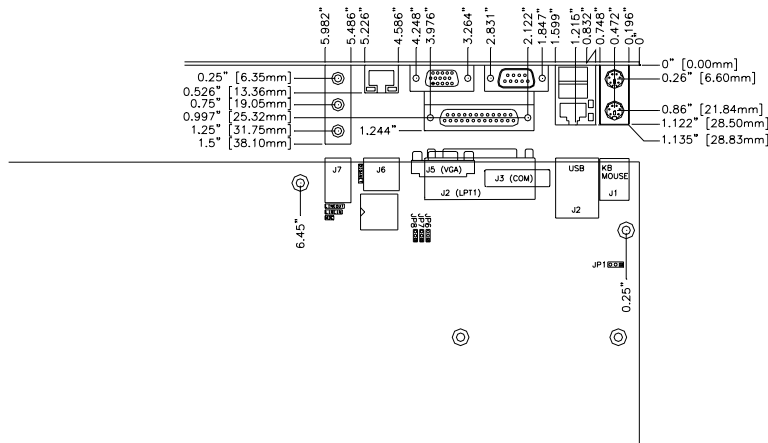 5.982"
5.486"
5.226"
4.586"
4.248"
3.976"
3.264"
2.831"
2.122"
1.847"
1.599"
1.215"
0.832"
0.748"
0.472"
0.196"
0"
0" [0.00mm]
0.25" [6.35mm]
0.26" [6.60mm]
0.526" [13.36mm]
0.75" [19.05mm]
0.997" [25.32mm]
0.86" [21.84mm]
1.25" [31.75mm]
1.244"
1.122" [28.50mm]
1.5" [38.10mm]
1.135" [28.83mm]
J7
J6
J5 (VGA)
J3 (COM)
J2 (LPT1)
USB
J2
KB
MOUSE
J1
6.45"
JP8
JP7
JP6
JP1
0.25"